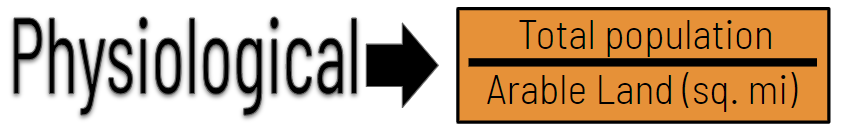 Physiological
Total population
Arable Land (sq. mi)